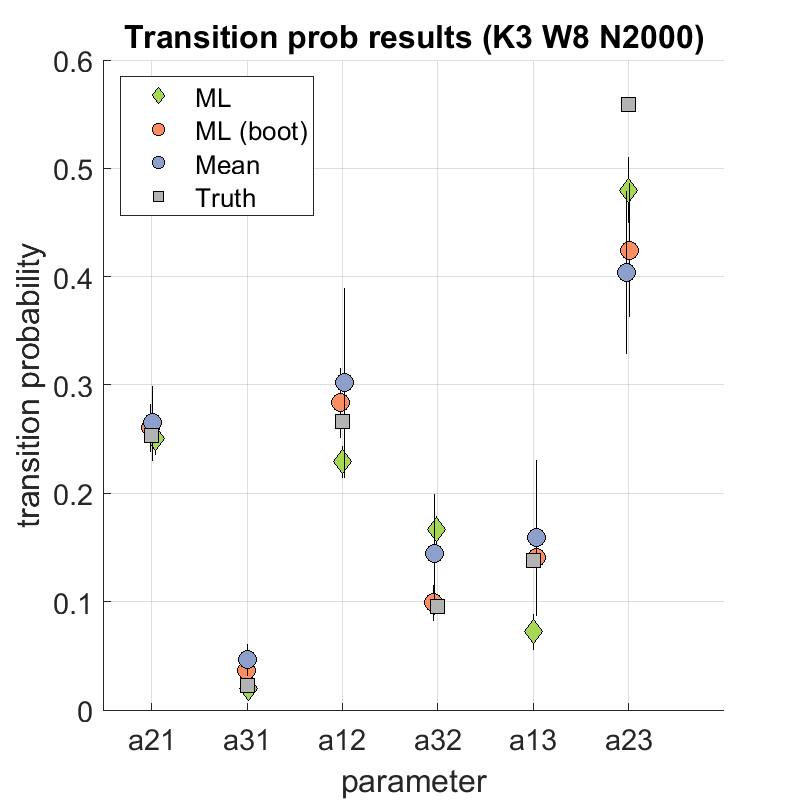 Transition prob results (K3 W8 N2000)
ML
ML (boot)
Mean
Truth
0.6
0.5
0.4
0.3
0.2
0.1
0
transition probability
a21 a31 a12 a32 a13 a23
parameter